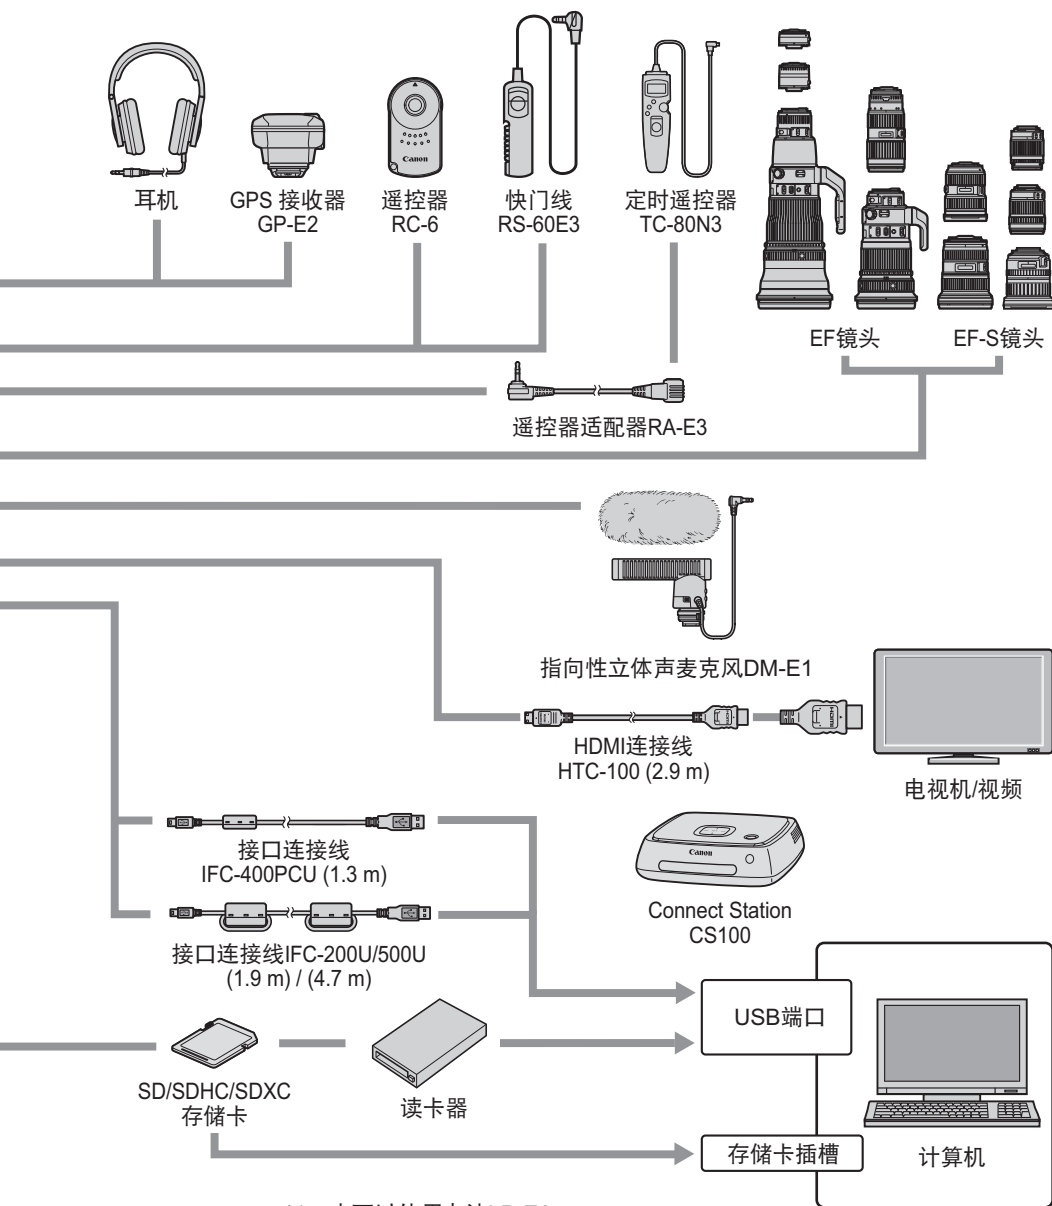 耳机
GPS 接收器
GP-E2
Canon
遥控器
RC-6
快门线
RS-60E3
定时遥控器
TC-80N3
EF镜头
EF-S镜头
遥控器适配器RA-E3
指向性立体声麦克风DM-E1
HDMI
HDMI连接线
HTC-100 (2.9 m)
电视机/视频
接口连接线
IFC-400PCU (1.3 m)
Canon
Connect Station
CS100
接口连接线IFC-200U/500U
(1.9 m) / (4.7 m)
USB端口
SD/SDHC/SDXC
存储卡
读卡器
存储卡插槽
计算机